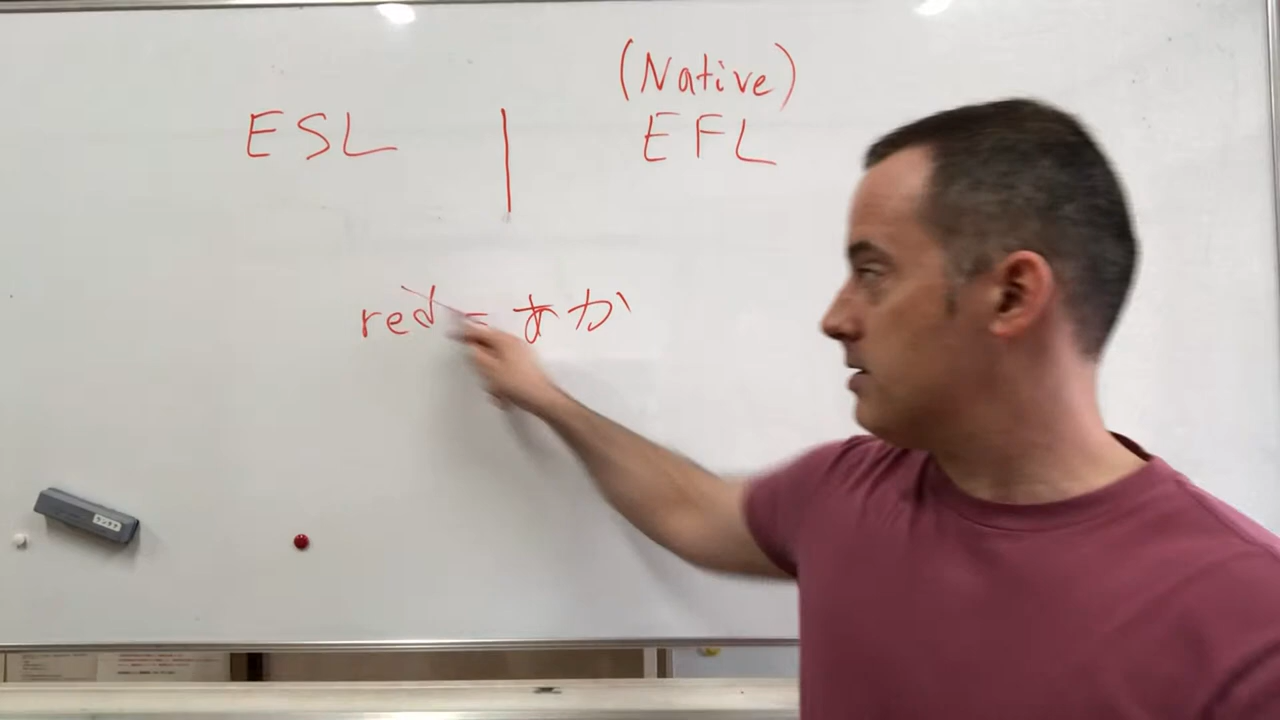 (Native)
ESL | EFL
red = あか